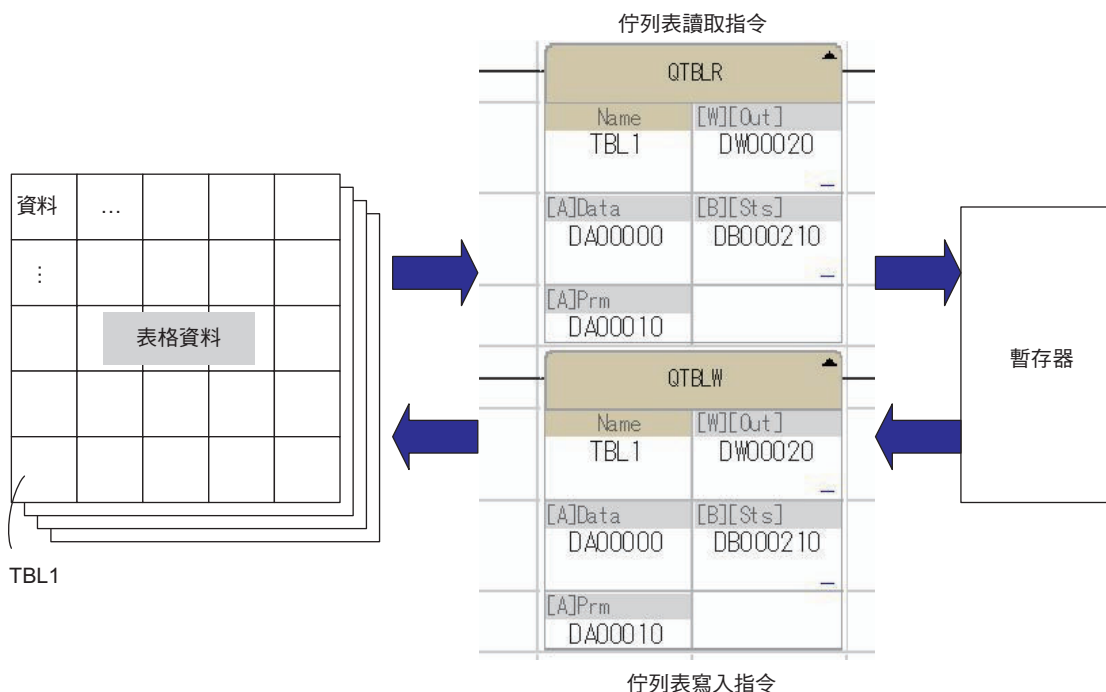 佇列表讀取指令
QTBLR
Name [W][Out]
TBL1 DW00020
[A]Data [B][Sts]
DA00000 DB000210
[A]Prm
DA00010
資料 …
⋮
表格資料
TBL1
暫存器
QTBLW
Name [W][Out]
TBL1 DW00020
[A]Data [B][Sts]
DA00000 DB000210
[A]Prm
DA00010
佇列表寫入指令